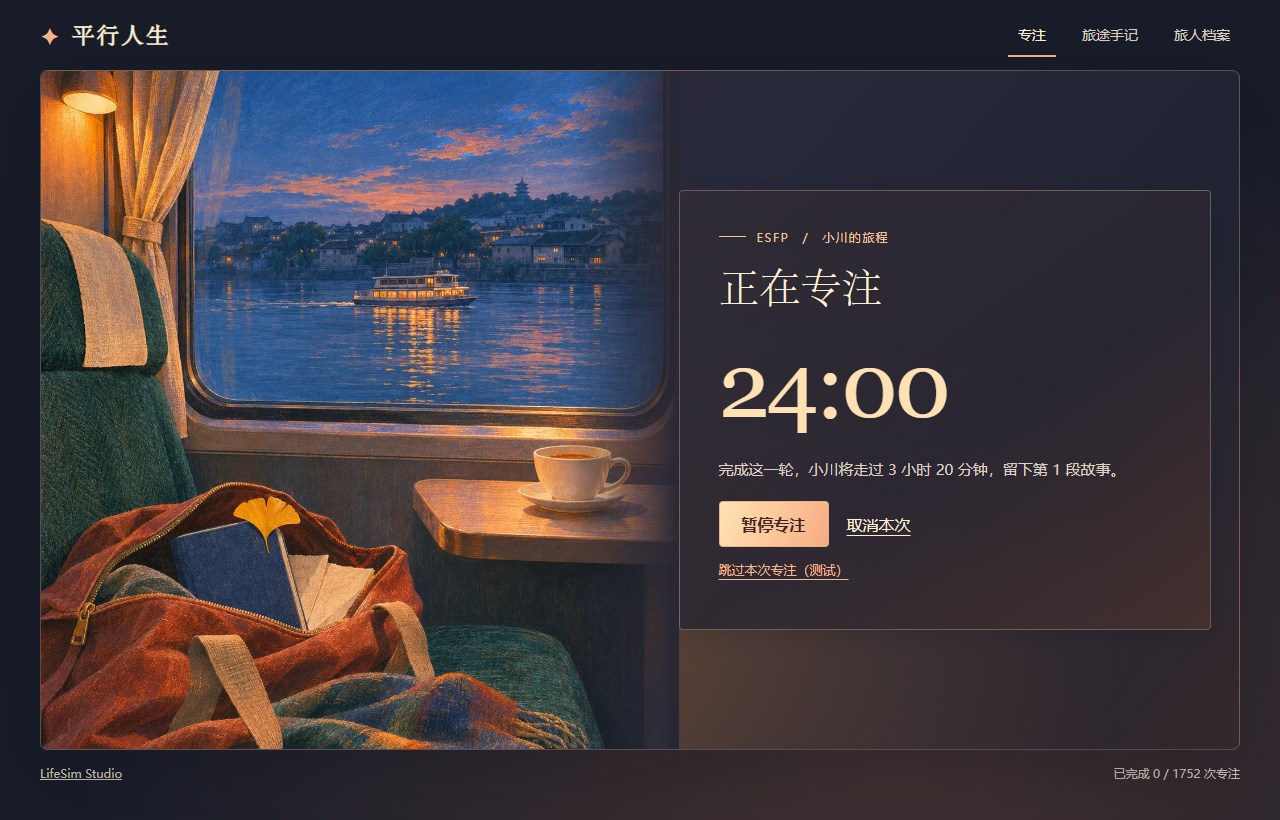 平行人生
专注 旅途手记 旅人档案
ESFP / 小川的旅程
正在专注
24:00
完成这一轮，小川将走过 3 小时 20 分钟，留下第 1 段故事。
暂停专注 取消本次
跳过本次专注（测试）
LifeSim Studio 已完成 0 / 1752 次专注